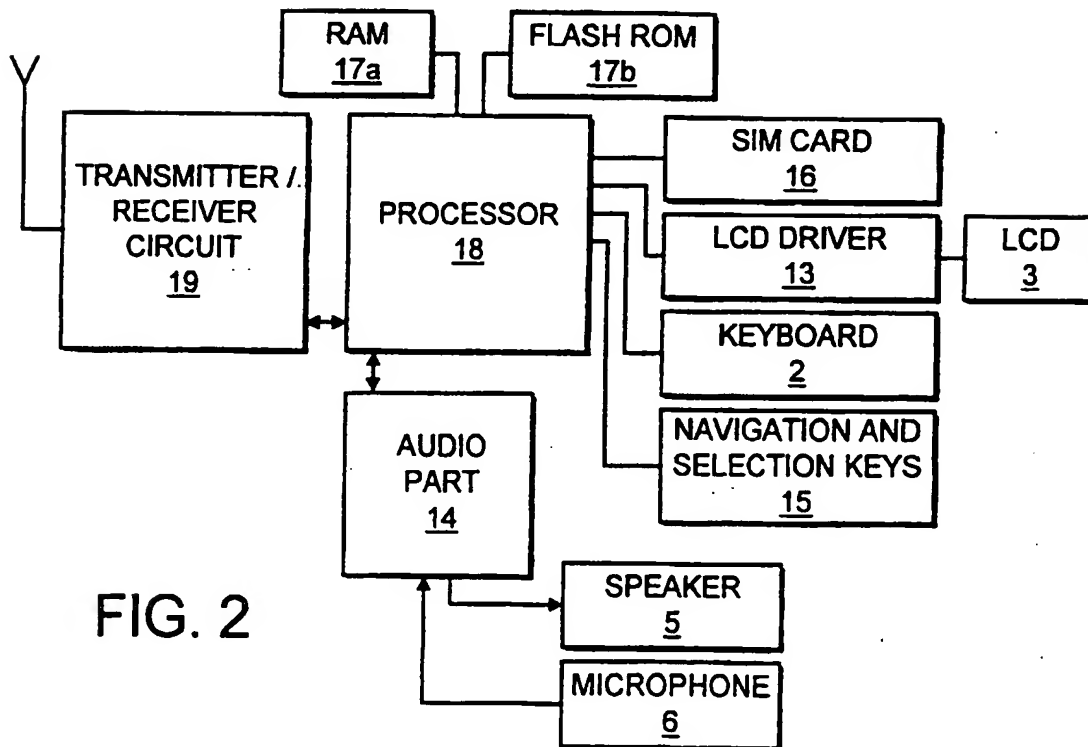 RAM
17a
FLASH ROM
17b
TRANSMITTER /
RECEIVER
CIRCUIT
19
PROCESSOR
18
SIM CARD
16
LCD DRIVER
13
LCD
3
KEYBOARD
2
NAVIGATION AND
SELECTION KEYS
15
AUDIO
PART
14
SPEAKER
5
MICROPHONE
6
FIG. 2